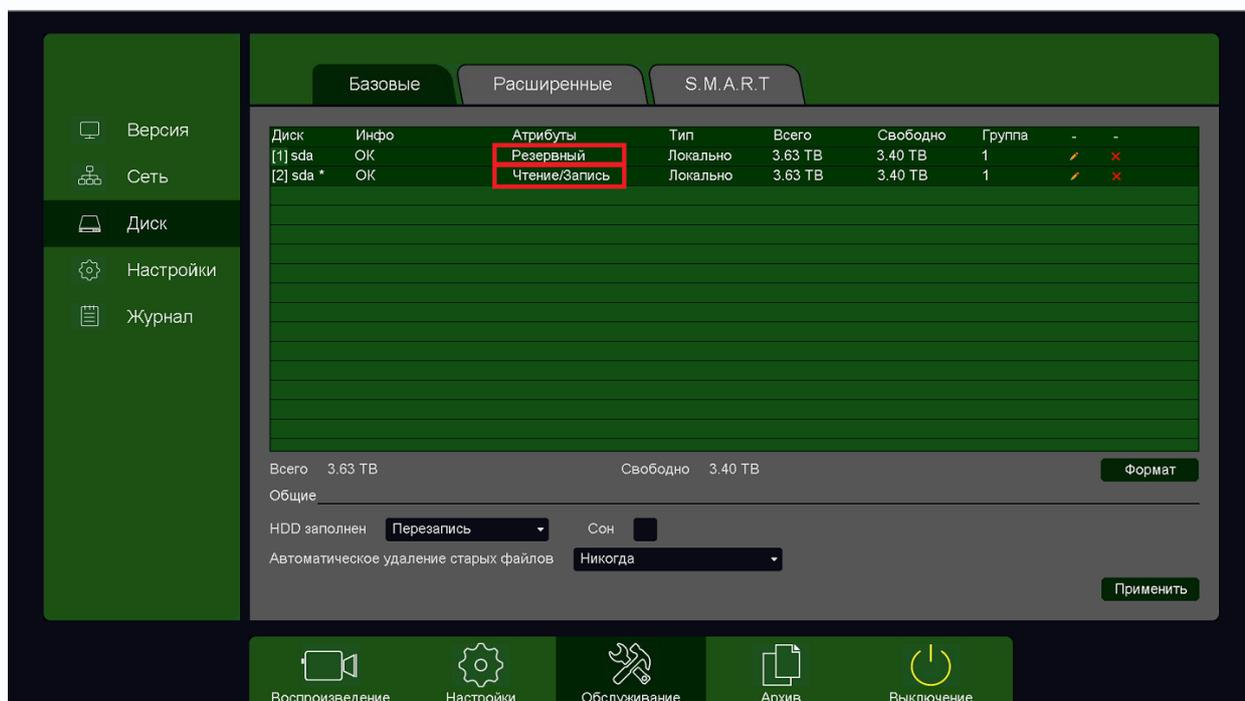 Базовые Расширенные S.M.A.R.T
Версия
Сеть
Диск
Настройки
Журнал
Диск Инфо Атрибуты Тип Всего Свободно Группа - -
[1] sda OK Резервный Локально 3.63 TB 3.40 TB 1
[2] sda * OK Чтение/Запись Локально 3.63 TB 3.40 TB 1
Всего 3.63 TB Свободно 3.40 TB Формат
Общие
HDD заполнен Перезапись Сон
Автоматическое удаление старых файлов Никогда
Применить
Воспроизведение Настройки Обслуживание Архив Выключение